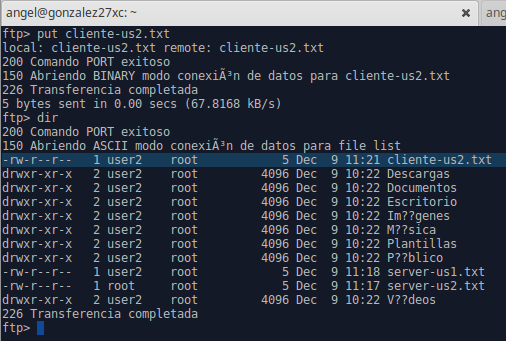 angel@gonzalez27xc: ~
ang
ftp> put cliente-us2.txt
local: cliente-us2.txt remote: cliente-us2.txt
200 Comando PORT exitoso
150 Abriendo BINARY modo conexiÃ³n de datos para cliente-us2.txt
226 Transferencia completada
5 bytes sent in 0.00 secs (67.8168 kB/s)
ftp> dir
200 Comando PORT exitoso
150 Abriendo ASCII modo conexiÃ³n de datos para file list
-rw-r--r--   1 user2    root            5 Dec  9 11:21 cliente-us2.txt
drwxr-xr-x   2 user2    root         4096 Dec  9 10:22 Descargas
drwxr-xr-x   2 user2    root         4096 Dec  9 10:22 Documentos
drwxr-xr-x   2 user2    root         4096 Dec  9 10:22 Escritorio
drwxr-xr-x   2 user2    root         4096 Dec  9 10:22 Im??genes
drwxr-xr-x   2 user2    root         4096 Dec  9 10:22 M??sica
drwxr-xr-x   2 user2    root         4096 Dec  9 10:22 Plantillas
drwxr-xr-x   2 user2    root         4096 Dec  9 10:22 P??blico
-rw-r--r--   1 user2    root            5 Dec  9 11:18 server-us1.txt
-rw-r--r--   1 root     root            5 Dec  9 11:17 server-us2.txt
drwxr-xr-x   2 user2    root         4096 Dec  9 10:22 V??deos
226 Transferencia completada
ftp>